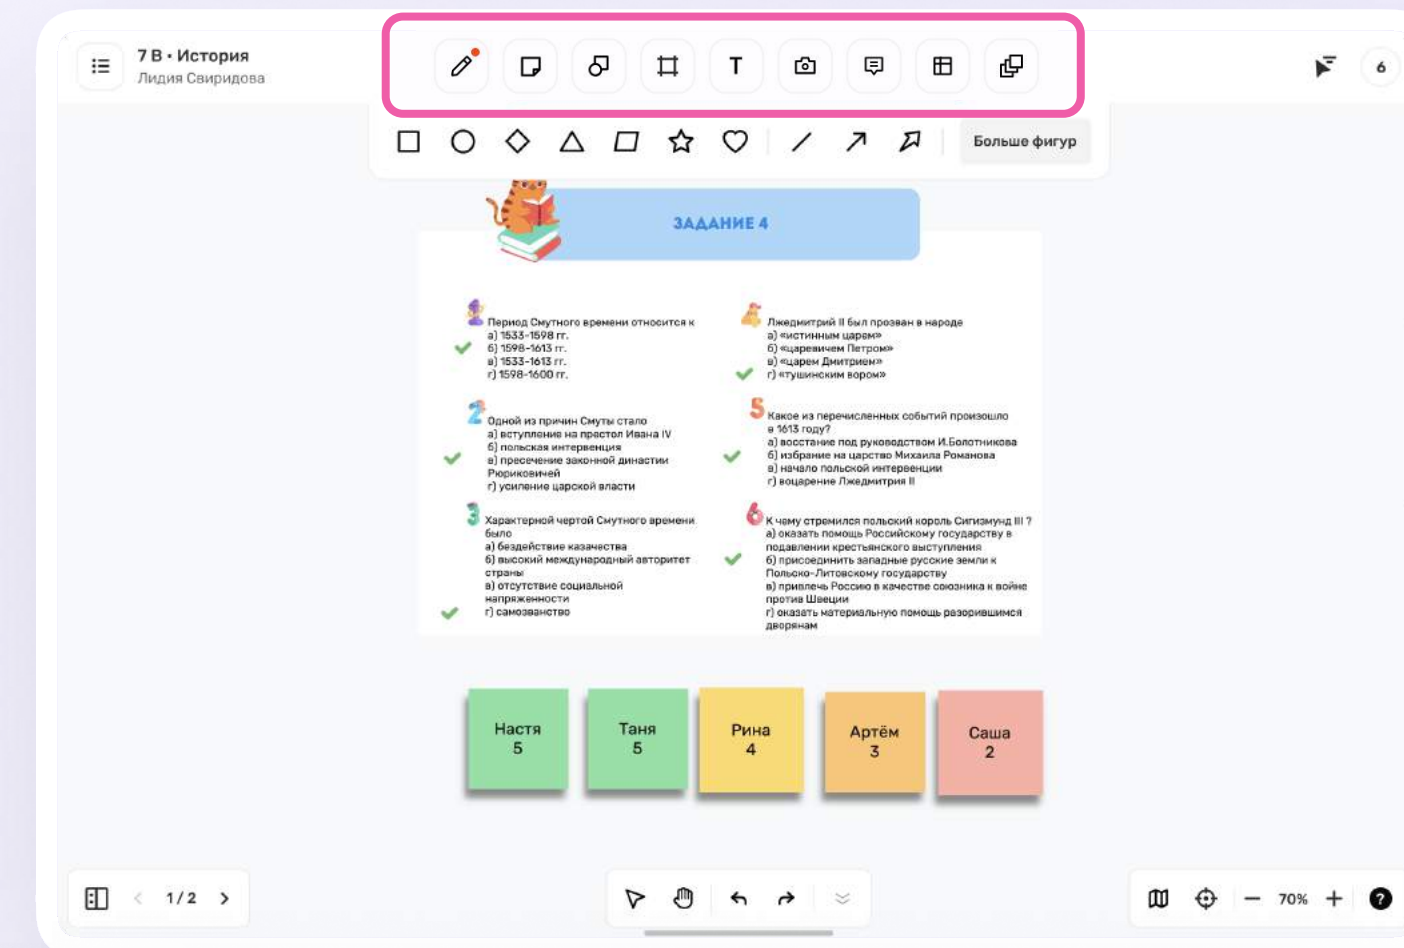 7 В · История
Лидия Свиридова
T
6
Больше фигур
ЗАДАНИЕ 4
1
Период Смутного времени относится к
а) 1533-1598 гг.
б) 1598-1613 гг.
в) 1533-1613 гг.
г) 1598-1600 гг.
2
Одной из причин Смуты стало
а) вступление на престол Ивана IV
б) польская интервенция
в) пресечение законной династии
Рюриковичей
г) усиление царской власти
3
Характерной чертой Смутного времени
было
а) бездействие казачества
б) высокий международный авторитет
страны
в) отсутствие социальной
напряженности
г) самозванство
4
Лжедмитрий II был прозван в народе
а) «истинным царем»
б) «царевичем Петром»
в) «царем Дмитрием»
г) «тушинским вором»
5
Какое из перечисленных событий произошло
в 1613 году?
а) восстание под руководством И.Болотникова
б) избрание на царство Михаила Романова
в) начало польской интервенции
г) воцарение Лжедмитрия II
6
К чему стремился польский король Сигизмунд III ?
а) оказать помощь Российскому государству в
подавлении крестьянского выступления
б) присоединить западные русские земли к
Польско-Литовскому государству
в) привлечь Россию в качестве союзника к войне
против Швеции
г) оказать материальную помощь разорившимся
дворянам
Настя
5
Таня
5
Рина
4
Артём
3
Саша
2
1 / 2
70%
?